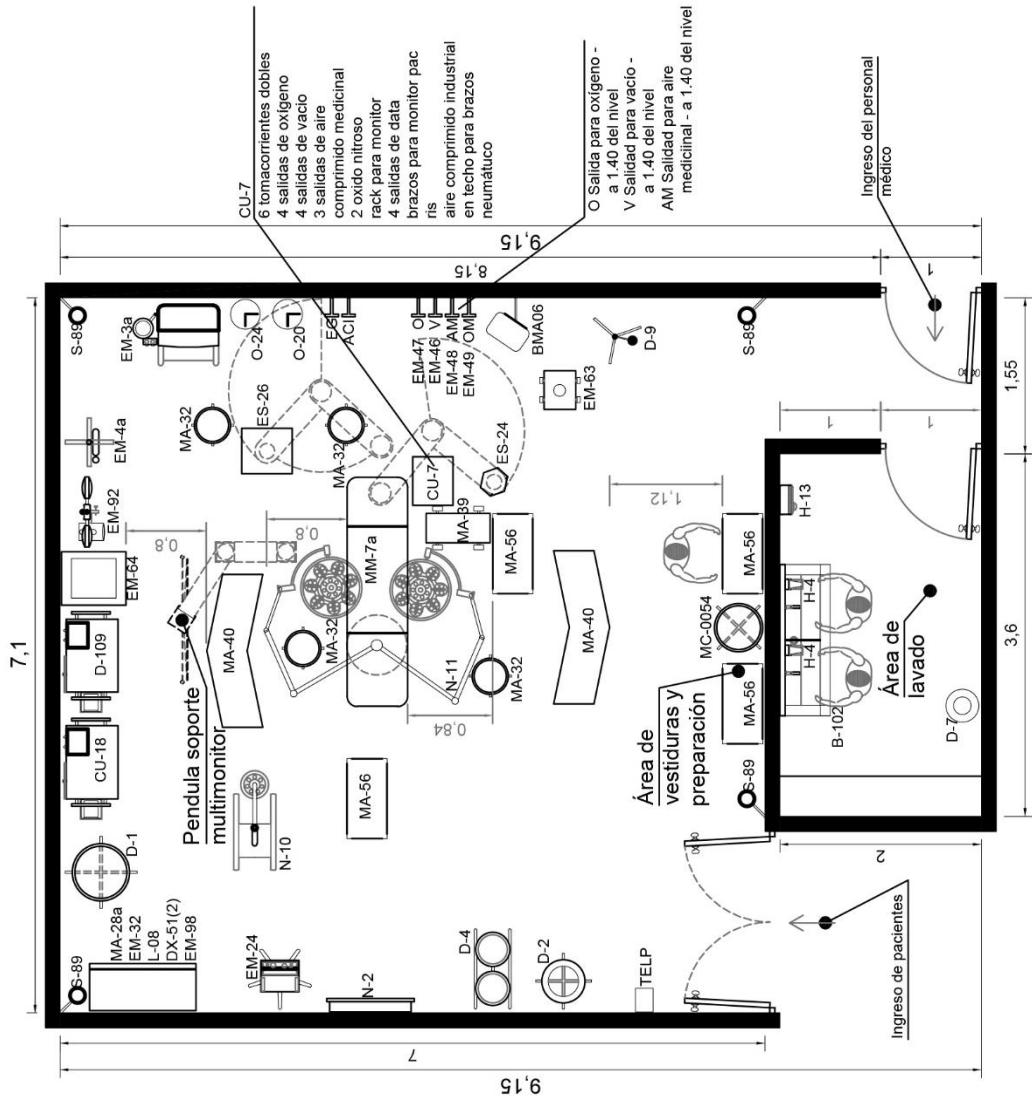 7,1
S-89
MA-28a
EM-32
L-08
DX-51(2)
EM-98
D-1
CU-18
D-109
EM-64
EM-92
EM-4a
EM-3a
S-89
0,8
MA-32
O-24
O-20
ES-26
EG
ACI
Pendula soporte
multimonitor
0,8
EM-24
N-10
MA-40
MA-32
MM-7a
MA-32
N-2
MA-56
CU-7
MA-39
EM-47
EM-46
EM-48
EM-49
O
V
AM
OM
N-11
0,84
MA-32
MA-56
ES-24
BMA06
D-4
D-2
MA-40
EM-63
D-9
1,12
TELP
Área de
vestiduras y
preparación
S-89
MA-56
MC-0054
MA-56
S-89
Ingreso de pacientes
B-102
H-4
H-4
H-13
D-7
Área de
lavado
2
1
1
3,6
1,55
7
9,15
9,15
8,15
1
CU-7
6 tomacorrientes dobles
4 salidas de oxígeno
4 salidas de vacio
3 salidas de aire
comprimido medicinal
2 oxido nitroso
rack para monitor
4 salidas de data
brazos para monitor pac
ris
aire comprimido industrial
en techo para brazos
neumátuco
O Salida para oxígeno -
a 1.40 del nivel
V Salidad para vacío -
a 1.40 del nivel
AM Salidad para aire
mediciinal - a 1.40 del nivel
Ingreso del personal
médico